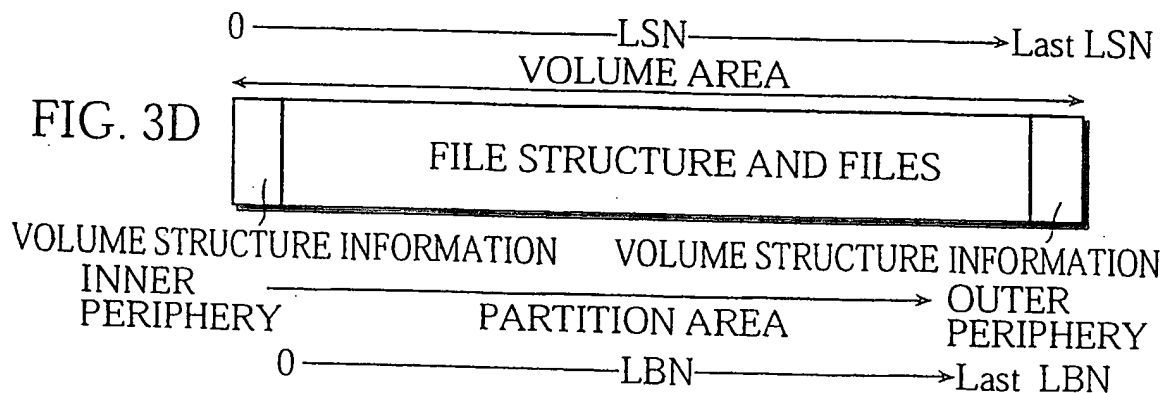 0 LSN Last LSN
VOLUME AREA
FIG. 3D
FILE STRUCTURE AND FILES
VOLUME STRUCTURE INFORMATION VOLUME STRUCTURE INFORMATION
INNER PERIPHERY
PARTITION AREA
OUTER PERIPHERY
0 LBN Last LBN